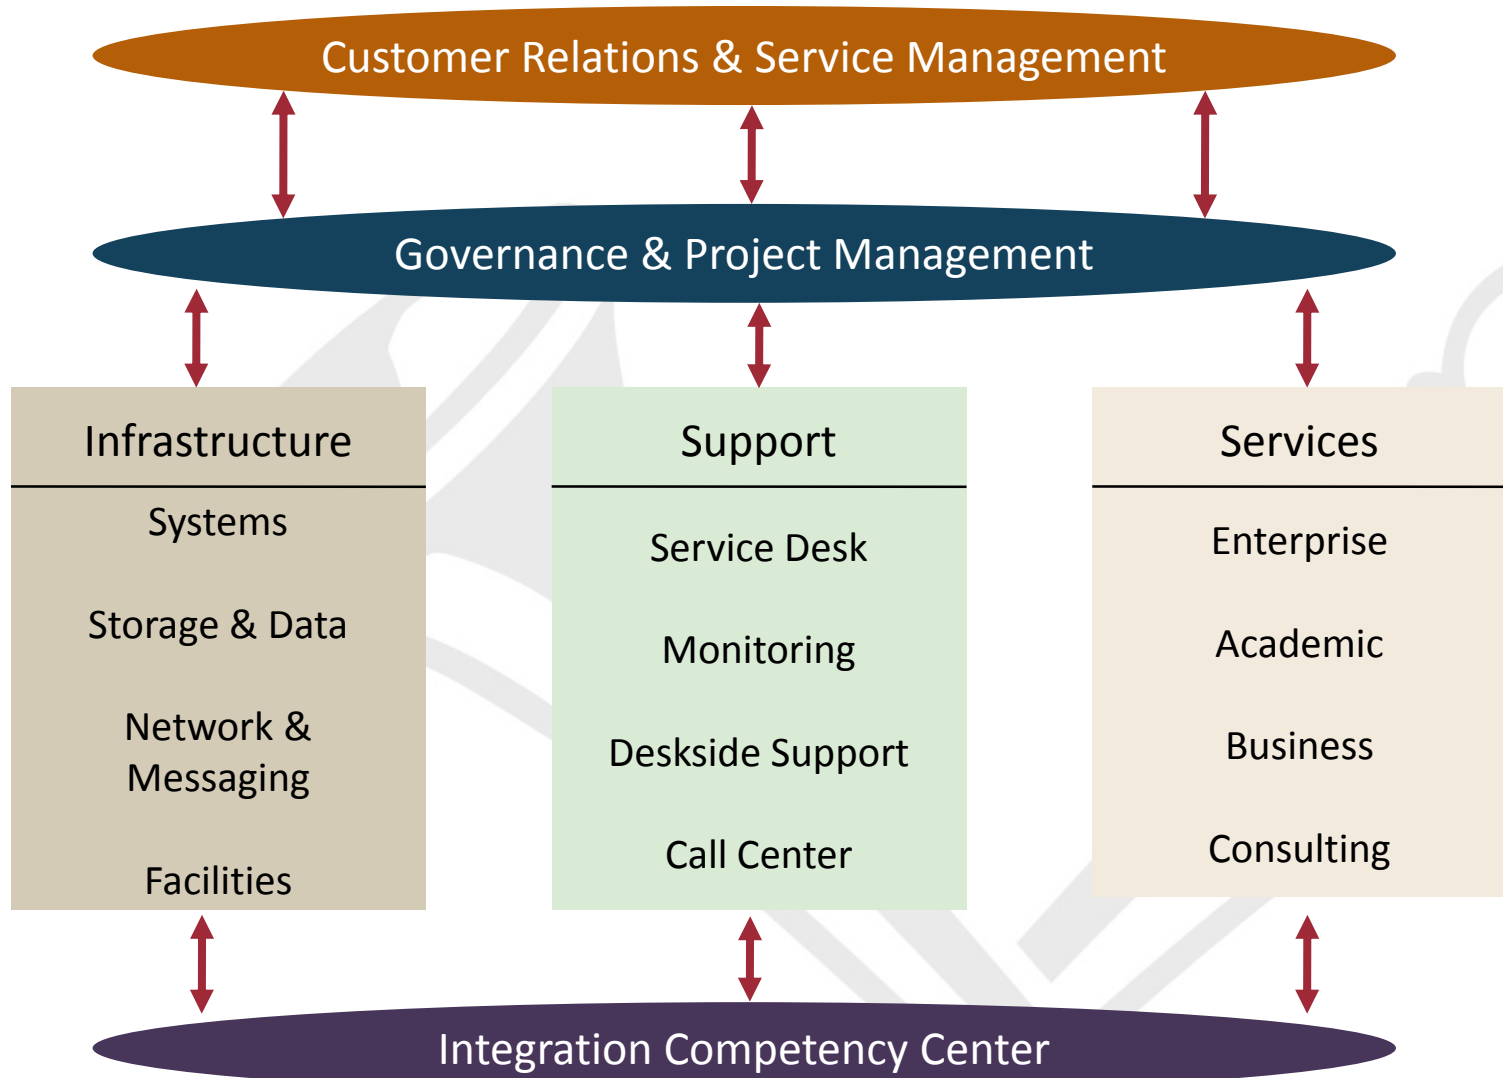 Customer Relations & Service Management
Governance & Project Management
Infrastructure
Systems
Storage & Data
Network &
Messaging
Facilities
Support
Service Desk
Monitoring
Deskside Support
Call Center
Services
Enterprise
Academic
Business
Consulting
Integration Competency Center